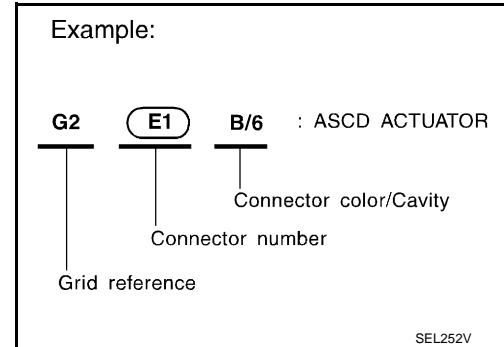 Example:
G2 E1 B/6 : ASCD ACTUATOR
Connector color/Cavity
Connector number
Grid reference
SEL252V